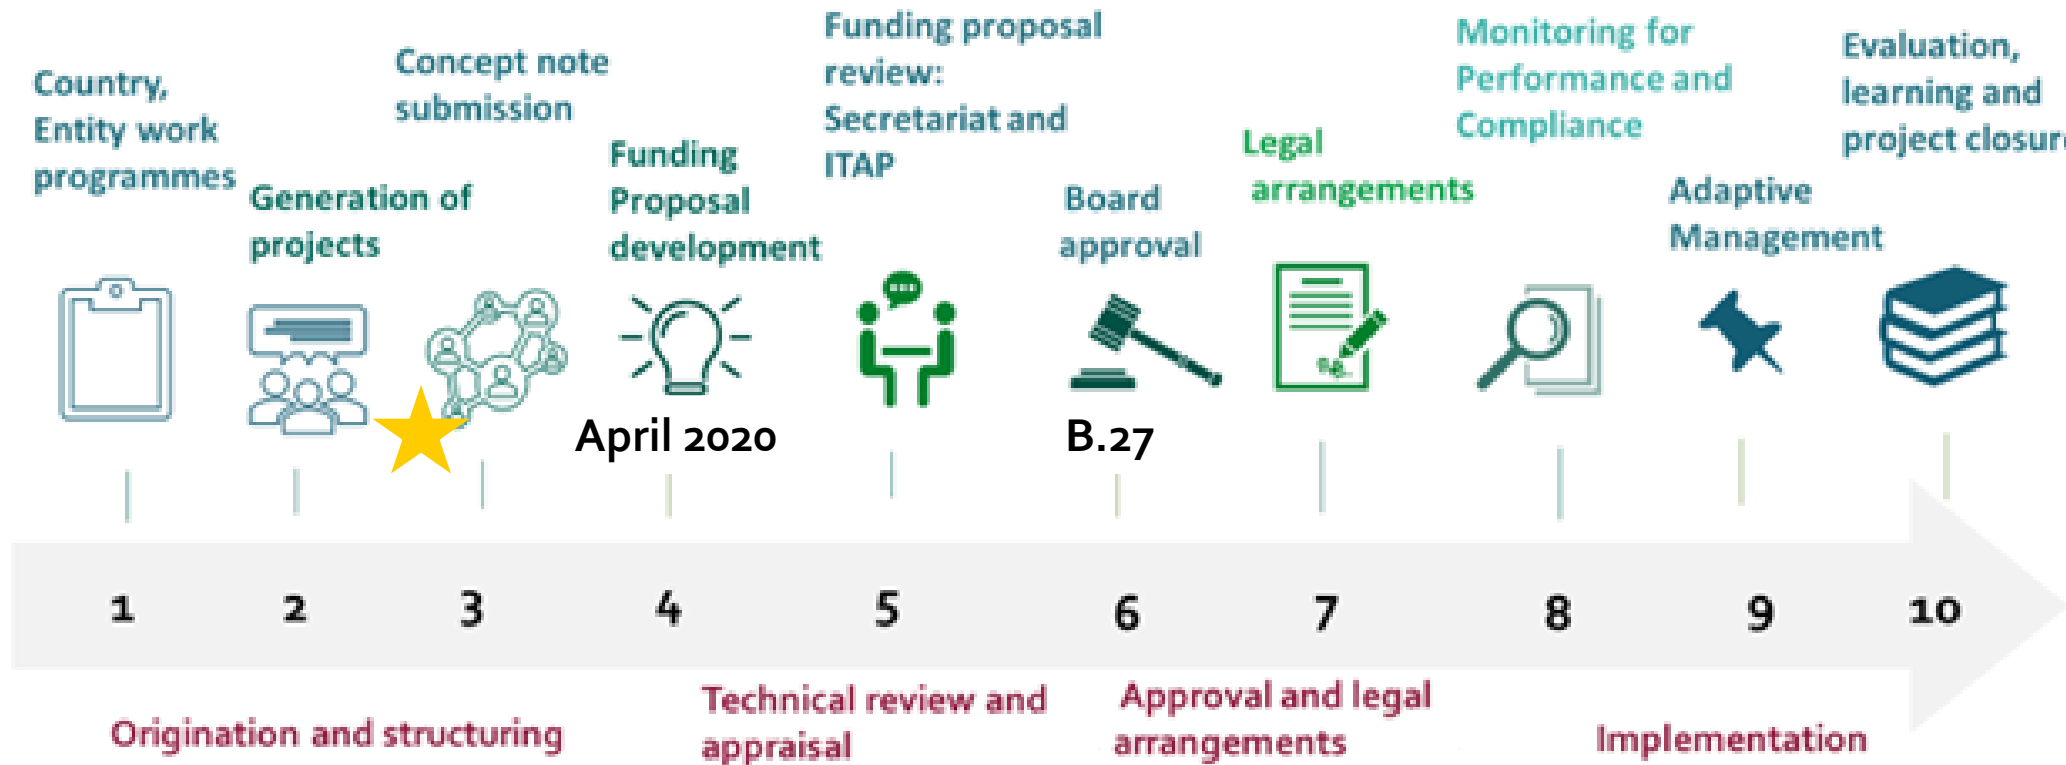 Country,
Entity work
programmes
Generation of
projects
Concept note
submission
Funding
Proposal
development
Funding proposal
review:
Secretariat and
ITAP
Board
approval
Legal
arrangements
Monitoring for
Performance and
Compliance
Adaptive
Management
Evaluation,
learning and
project closur
April 2020
B.27
1 2 3 4 5 6 7 8 9 10
Origination and structuring
Technical review and
appraisal
Approval and legal
arrangements
Implementation